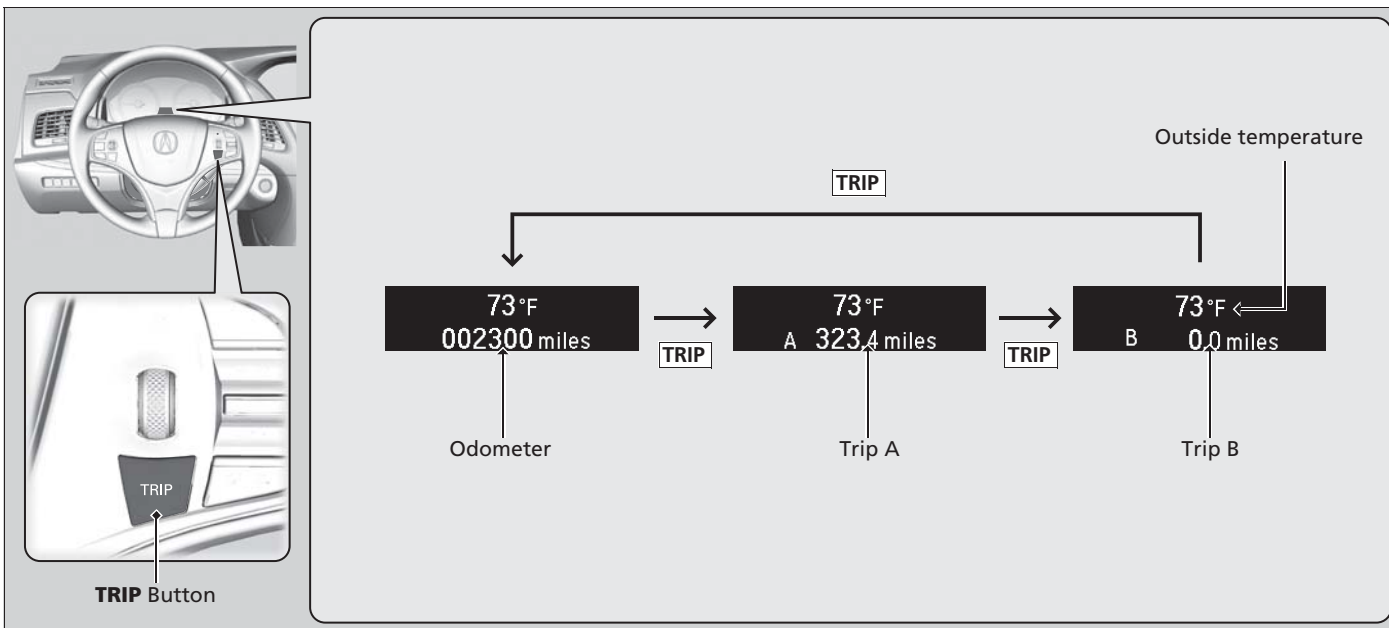 Outside temperature
TRIP
73°F
002300 miles
TRIP
73°F
A 323.4 miles
TRIP
73°F
B 0.0 miles
Odometer
Trip A
Trip B
TRIP
TRIP Button